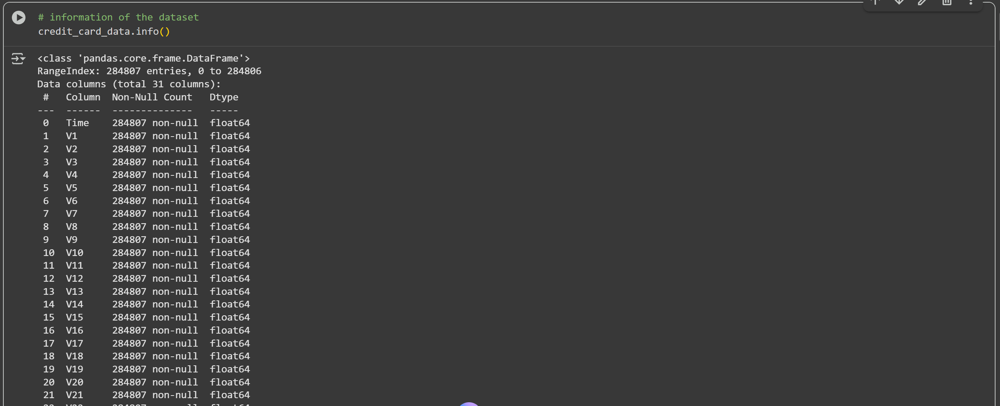 # information of the dataset
credit_card_data.info()
<class 'pandas.core.frame.DataFrame'>
RangeIndex: 284807 entries, 0 to 284806
Data columns (total 31 columns):
 #   Column  Non-Null Count   Dtype
---  ------  --------------   -----
 0   Time    284807 non-null  float64
 1   V1      284807 non-null  float64
 2   V2      284807 non-null  float64
 3   V3      284807 non-null  float64
 4   V4      284807 non-null  float64
 5   V5      284807 non-null  float64
 6   V6      284807 non-null  float64
 7   V7      284807 non-null  float64
 8   V8      284807 non-null  float64
 9   V9      284807 non-null  float64
 10  V10     284807 non-null  float64
 11  V11     284807 non-null  float64
 12  V12     284807 non-null  float64
 13  V13     284807 non-null  float64
 14  V14     284807 non-null  float64
 15  V15     284807 non-null  float64
 16  V16     284807 non-null  float64
 17  V17     284807 non-null  float64
 18  V18     284807 non-null  float64
 19  V19     284807 non-null  float64
 20  V20     284807 non-null  float64
 21  V21     284807 non-null  float64